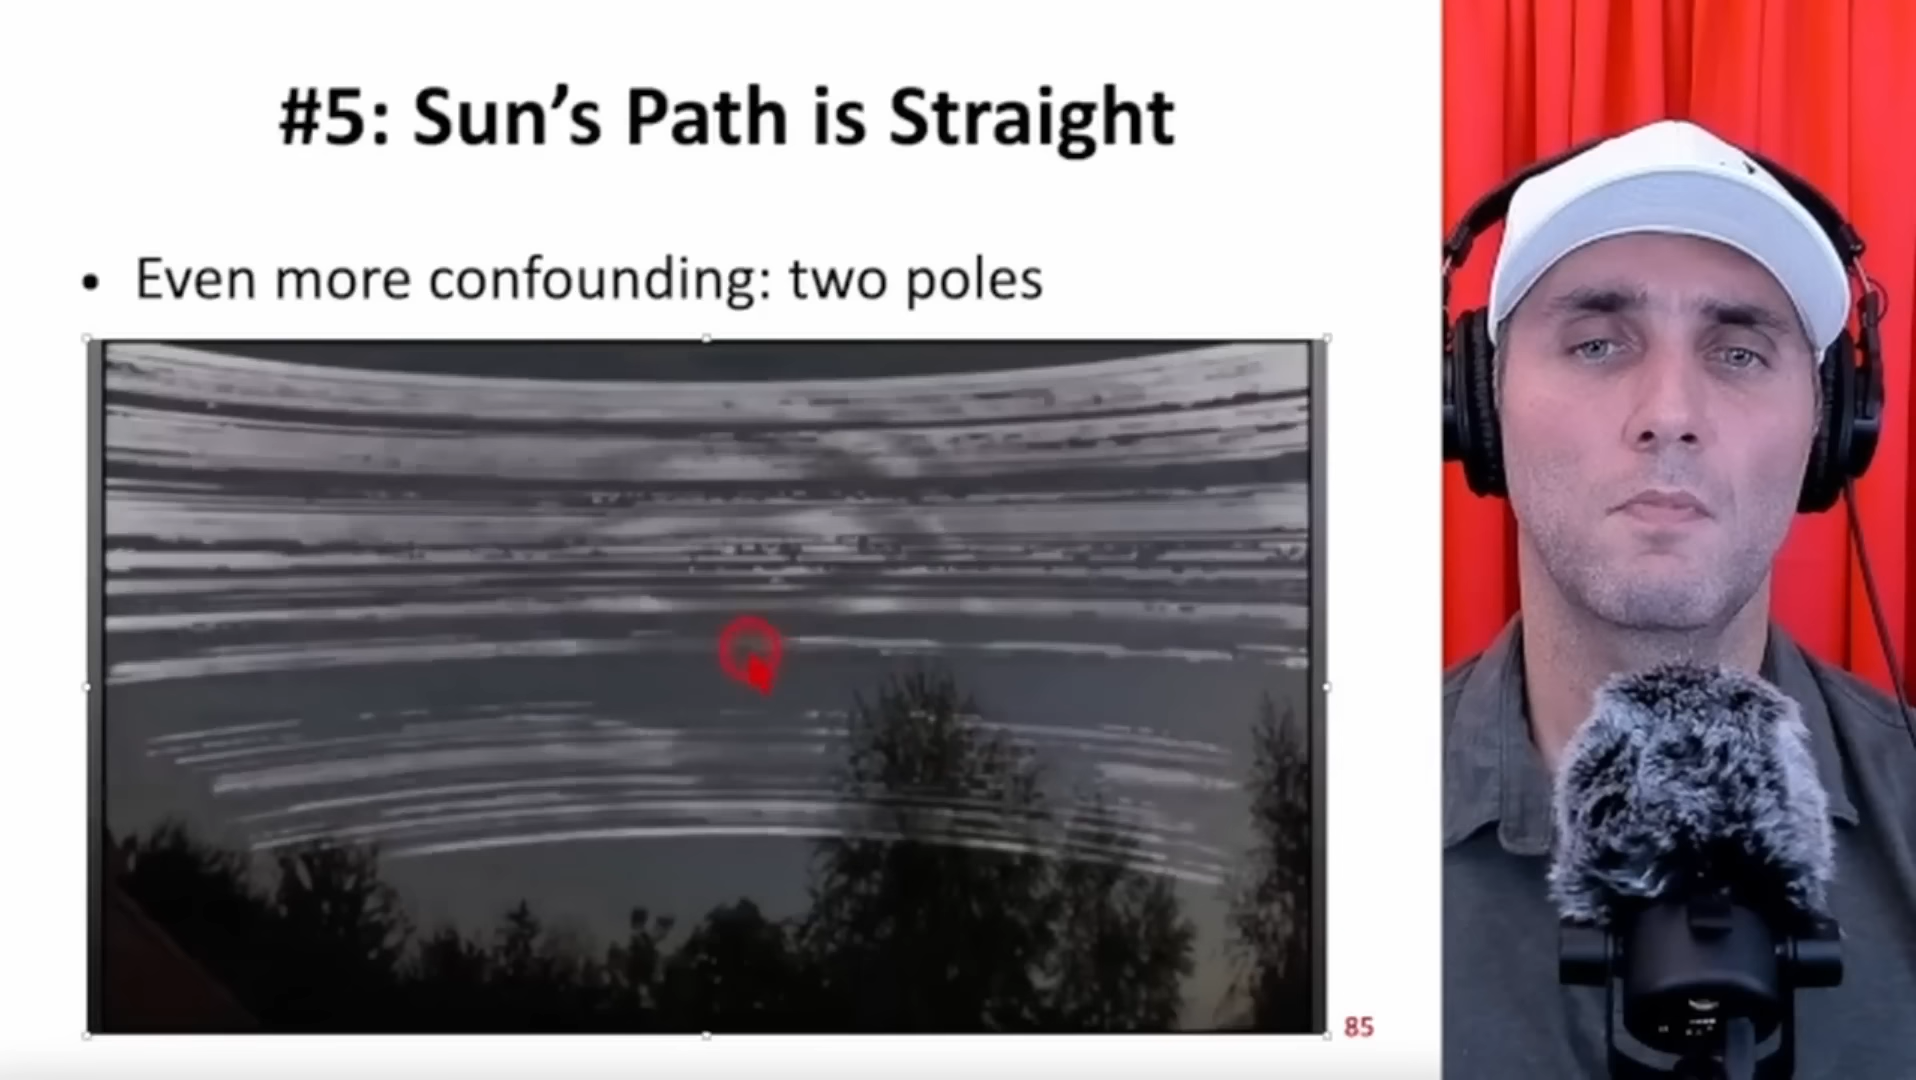 #5: Sun's Path is Straight
• Even more confounding: two poles
85